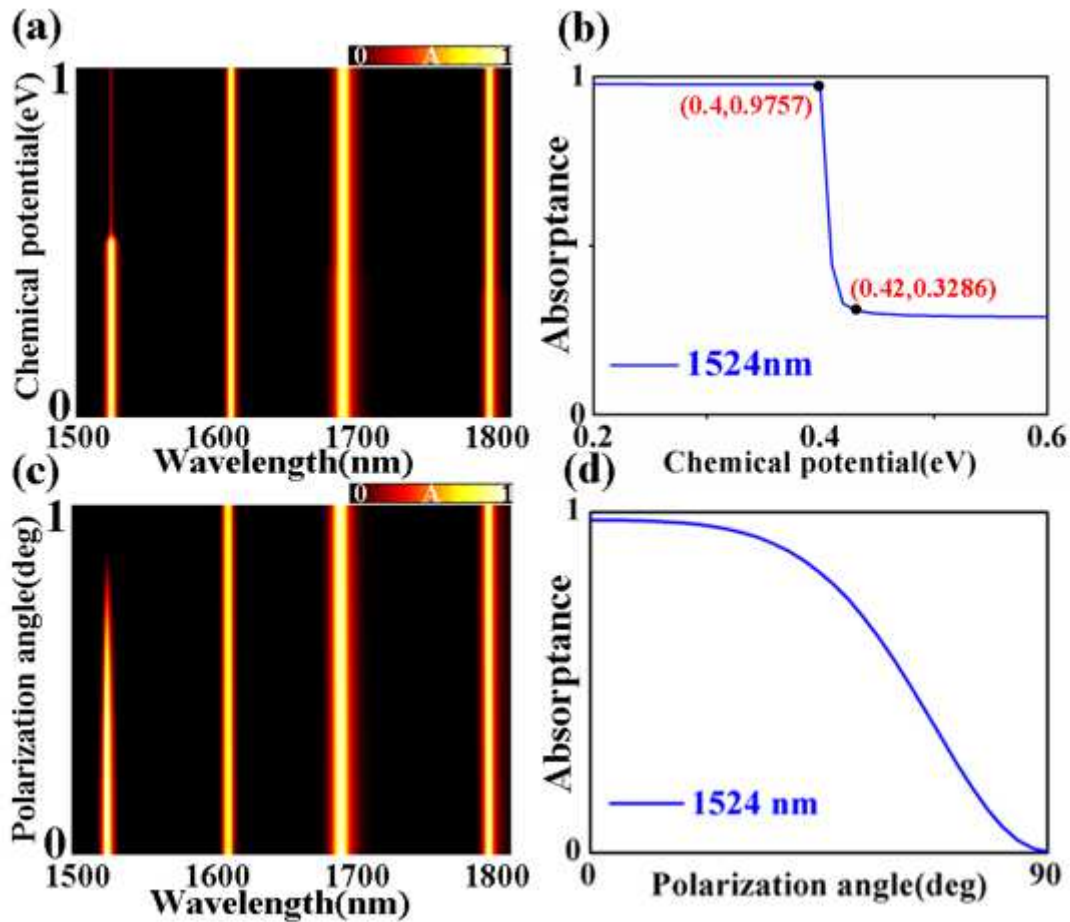 (a)
0 A 1
1
Chemical potential(eV)
0
1500 1600 1700 1800
Wavelength(nm)
(b)
1
(0.4,0.9757)
(0.42,0.3286)
Absorptance
1524nm
0
0.2 0.4 0.6
Chemical potential(eV)
(c)
0 A 1
1
Polarization angle(deg)
0
1500 1600 1700 1800
Wavelength(nm)
(d)
1
Absorptance
1524 nm
0
0 90
Polarization angle(deg)